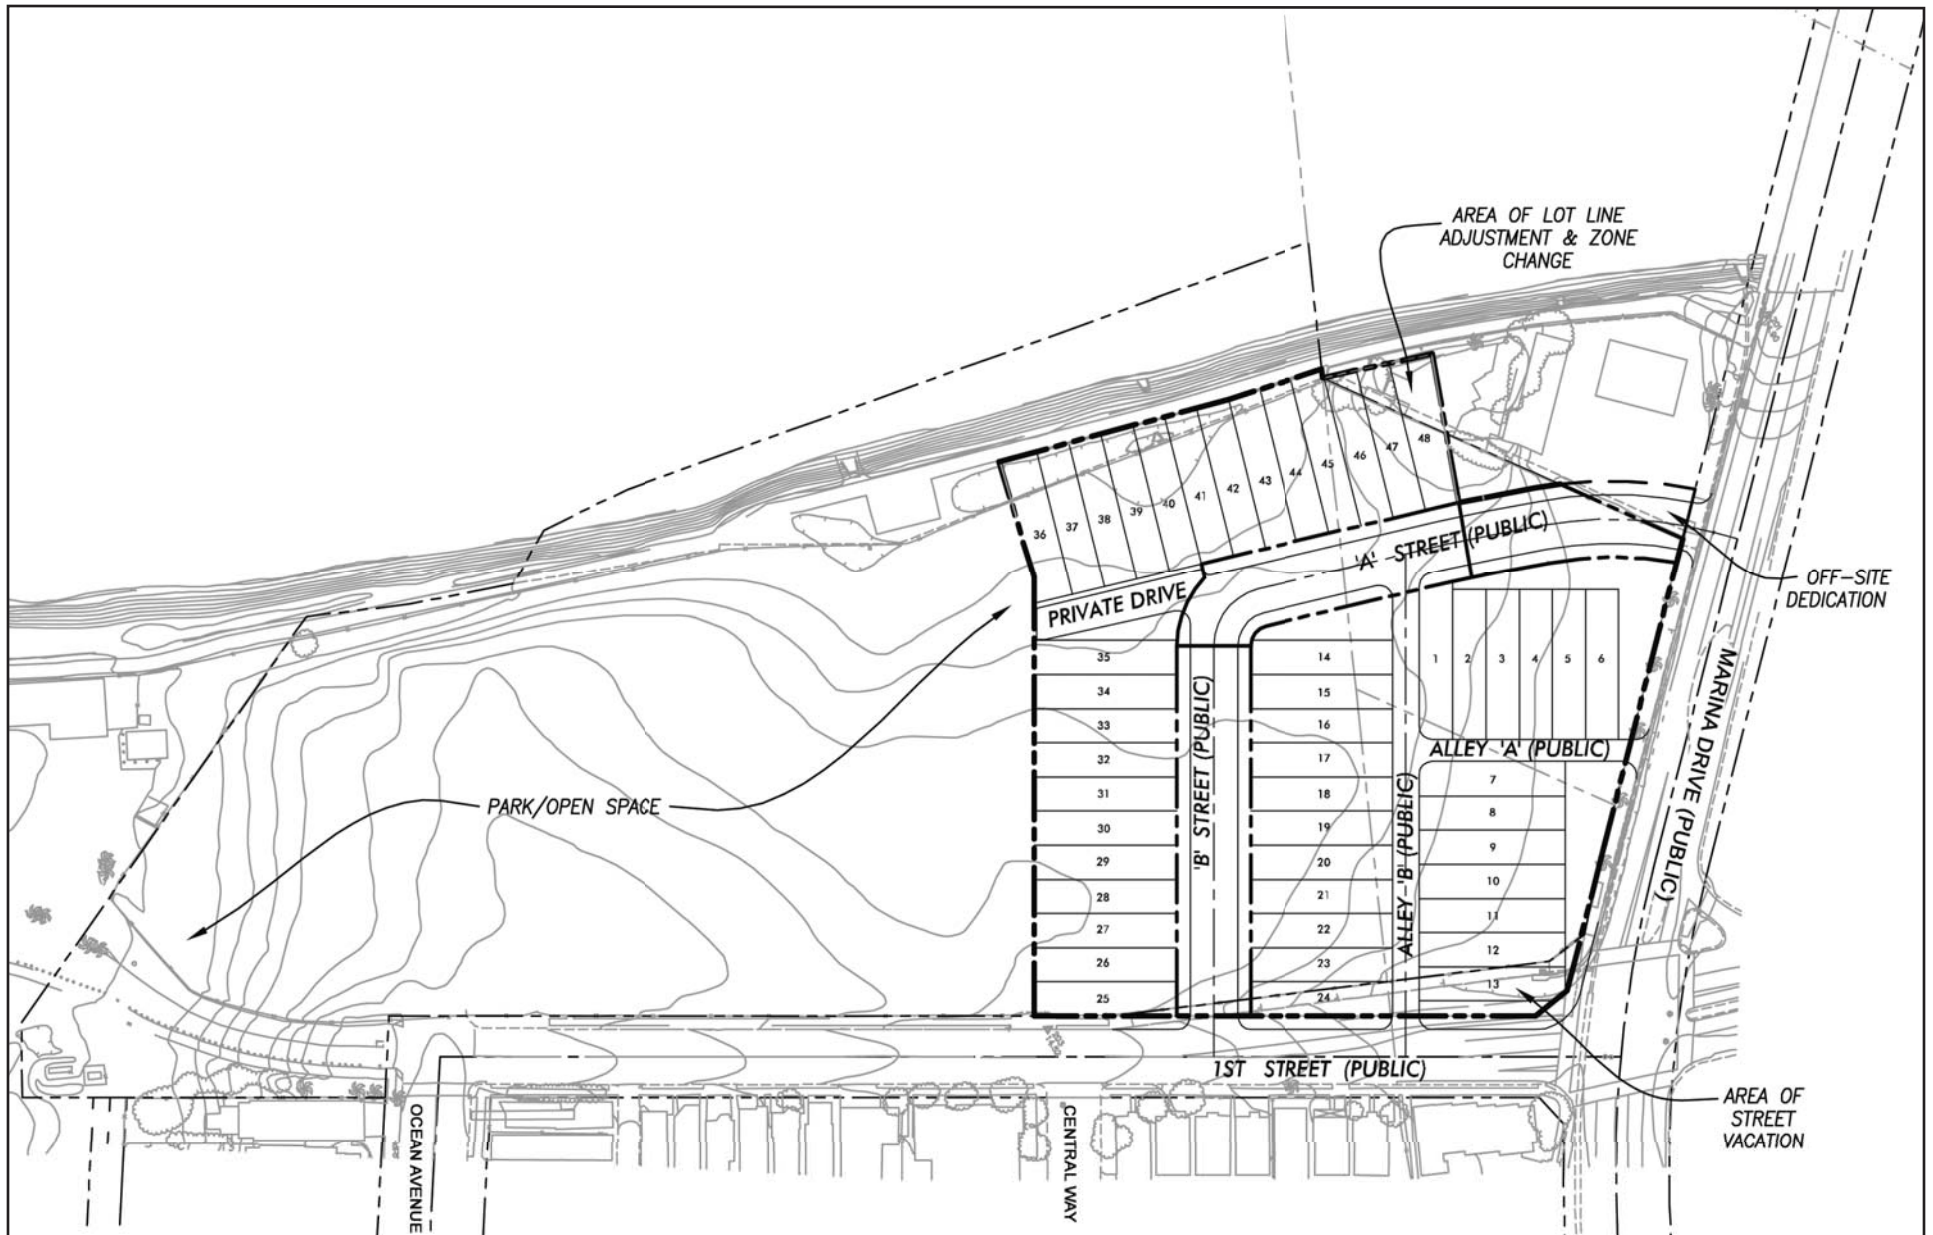 AREA OF LOT LINE
ADJUSTMENT & ZONE
CHANGE
48
47
46
45
44
43
42
41
40
39
38
37
36
'A' STREET (PUBLIC)
PRIVATE DRIVE
OFF-SITE
DEDICATION
35
34
33
32
31
30
29
28
27
26
25
'B' STREET (PUBLIC)
14
15
16
17
18
19
20
21
22
23
24
1
2
3
4
5
6
ALLEY 'A' (PUBLIC)
7
8
9
10
11
12
13
ALLEY 'B' (PUBLIC)
MARINA DRIVE (PUBLIC)
PARK/OPEN SPACE
1ST STREET (PUBLIC)
AREA OF
STREET
VACATION
OCEAN AVENUE
CENTRAL WAY